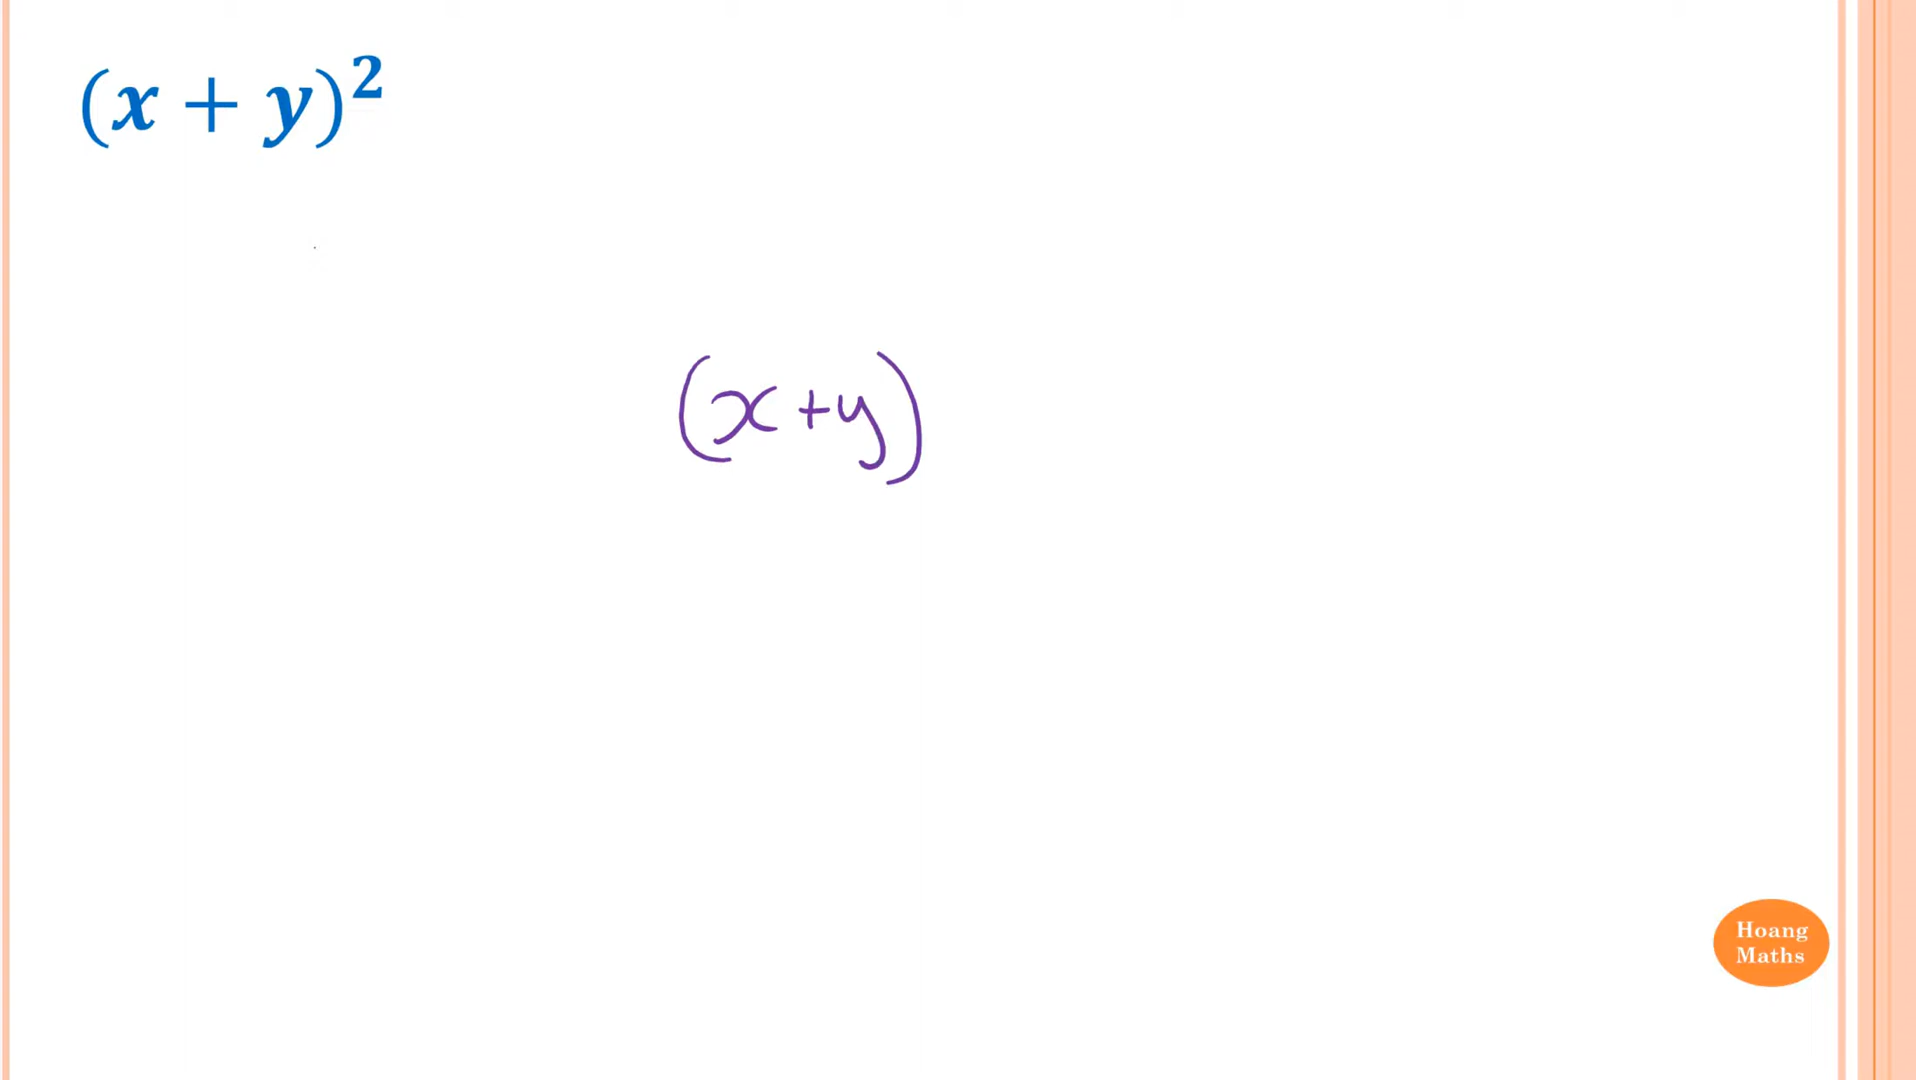 (x + y)²
(x+y)
Hoang
Maths